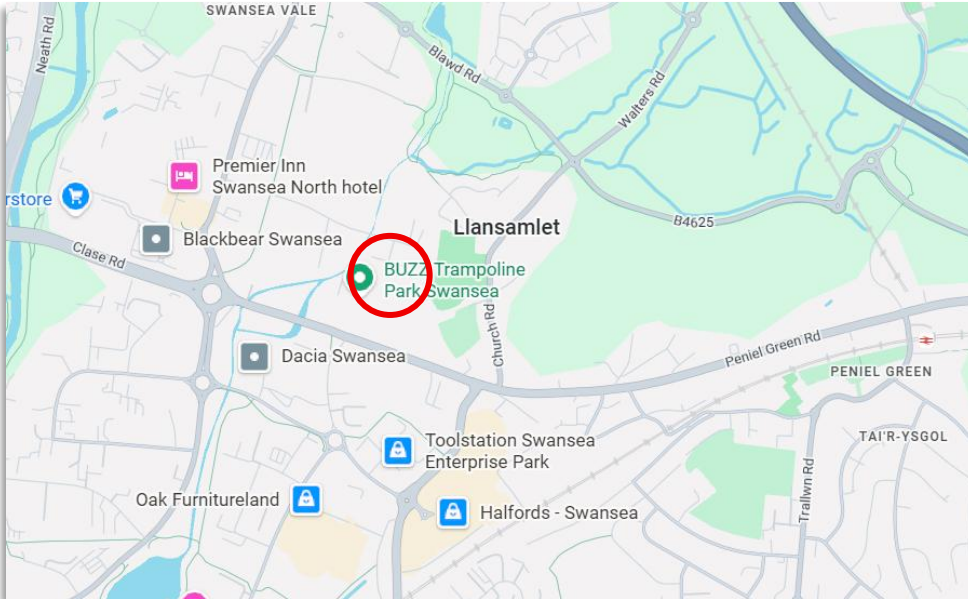 SWANSEA VALE
Neath Rd
Blawd Rd
Walters Rd
Premier Inn
Swansea North hotel
rstore
Llansamlet
B4625
Blackbear Swansea
Clase Rd
BUZZ Trampoline
Park Swansea
Church Rd
Peniel Green Rd
Dacia Swansea
PENIEL GREEN
Toolstation Swansea
Enterprise Park
TAI'R-YSGOL
Trallwn Rd
Oak Furnitureland
Halfords - Swansea